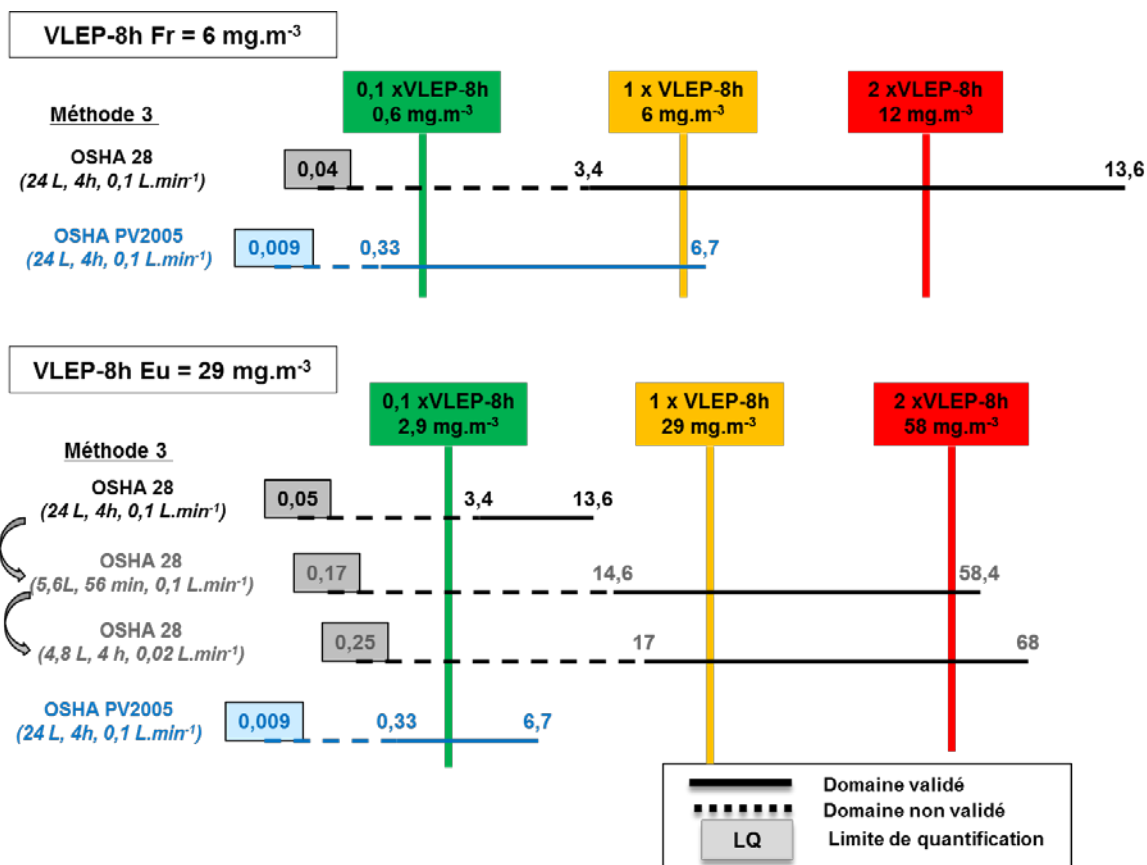 VLEP-8h Fr = 6 mg.m⁻³
0,1 xVLEP-8h
0,6 mg.m⁻³
1 x VLEP-8h
6 mg.m⁻³
2 xVLEP-8h
12 mg.m⁻³
Méthode 3
OSHA 28
(24 L, 4h, 0,1 L.min⁻¹)
0,04
3,4
13,6
OSHA PV2005
(24 L, 4h, 0,1 L.min⁻¹)
0,009
0,33
6,7
VLEP-8h Eu = 29 mg.m⁻³
0,1 xVLEP-8h
2,9 mg.m⁻³
1 x VLEP-8h
29 mg.m⁻³
2 xVLEP-8h
58 mg.m⁻³
Méthode 3
OSHA 28
(24 L, 4h, 0,1 L.min⁻¹)
0,05
3,4
13,6
OSHA 28
(5,6L, 56 min, 0,1 L.min⁻¹)
0,17
14,6
58,4
OSHA 28
(4,8 L, 4 h, 0,02 L.min⁻¹)
0,25
17
68
OSHA PV2005
(24 L, 4h, 0,1 L.min⁻¹)
0,009
0,33
6,7
Domaine validé
Domaine non validé
LQ
Limite de quantification